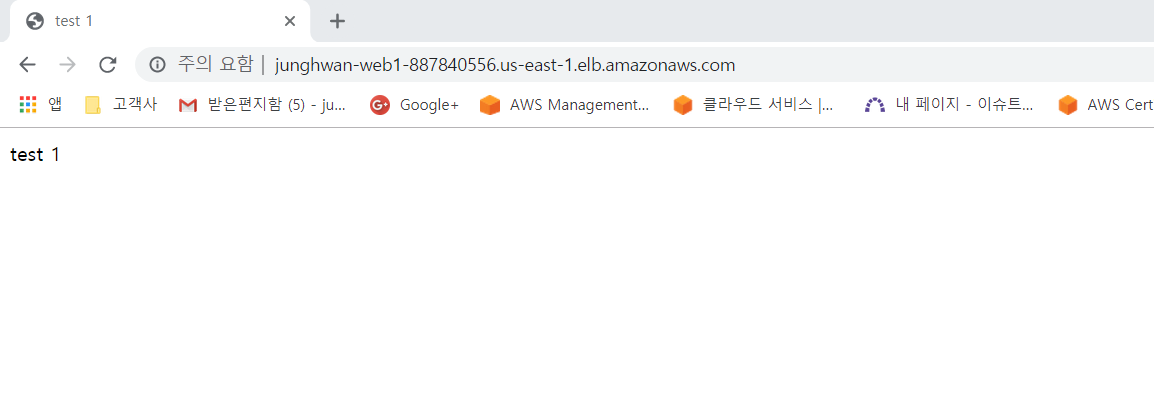 test 1
주의 요함 | junghwan-web1-887840556.us-east-1.elb.amazonaws.com
앱 고객사 받은편지함 (5) - ju... Google+ AWS Management... 클라우드 서비스 |... 내 페이지 - 이슈트... AWS Cert
test 1